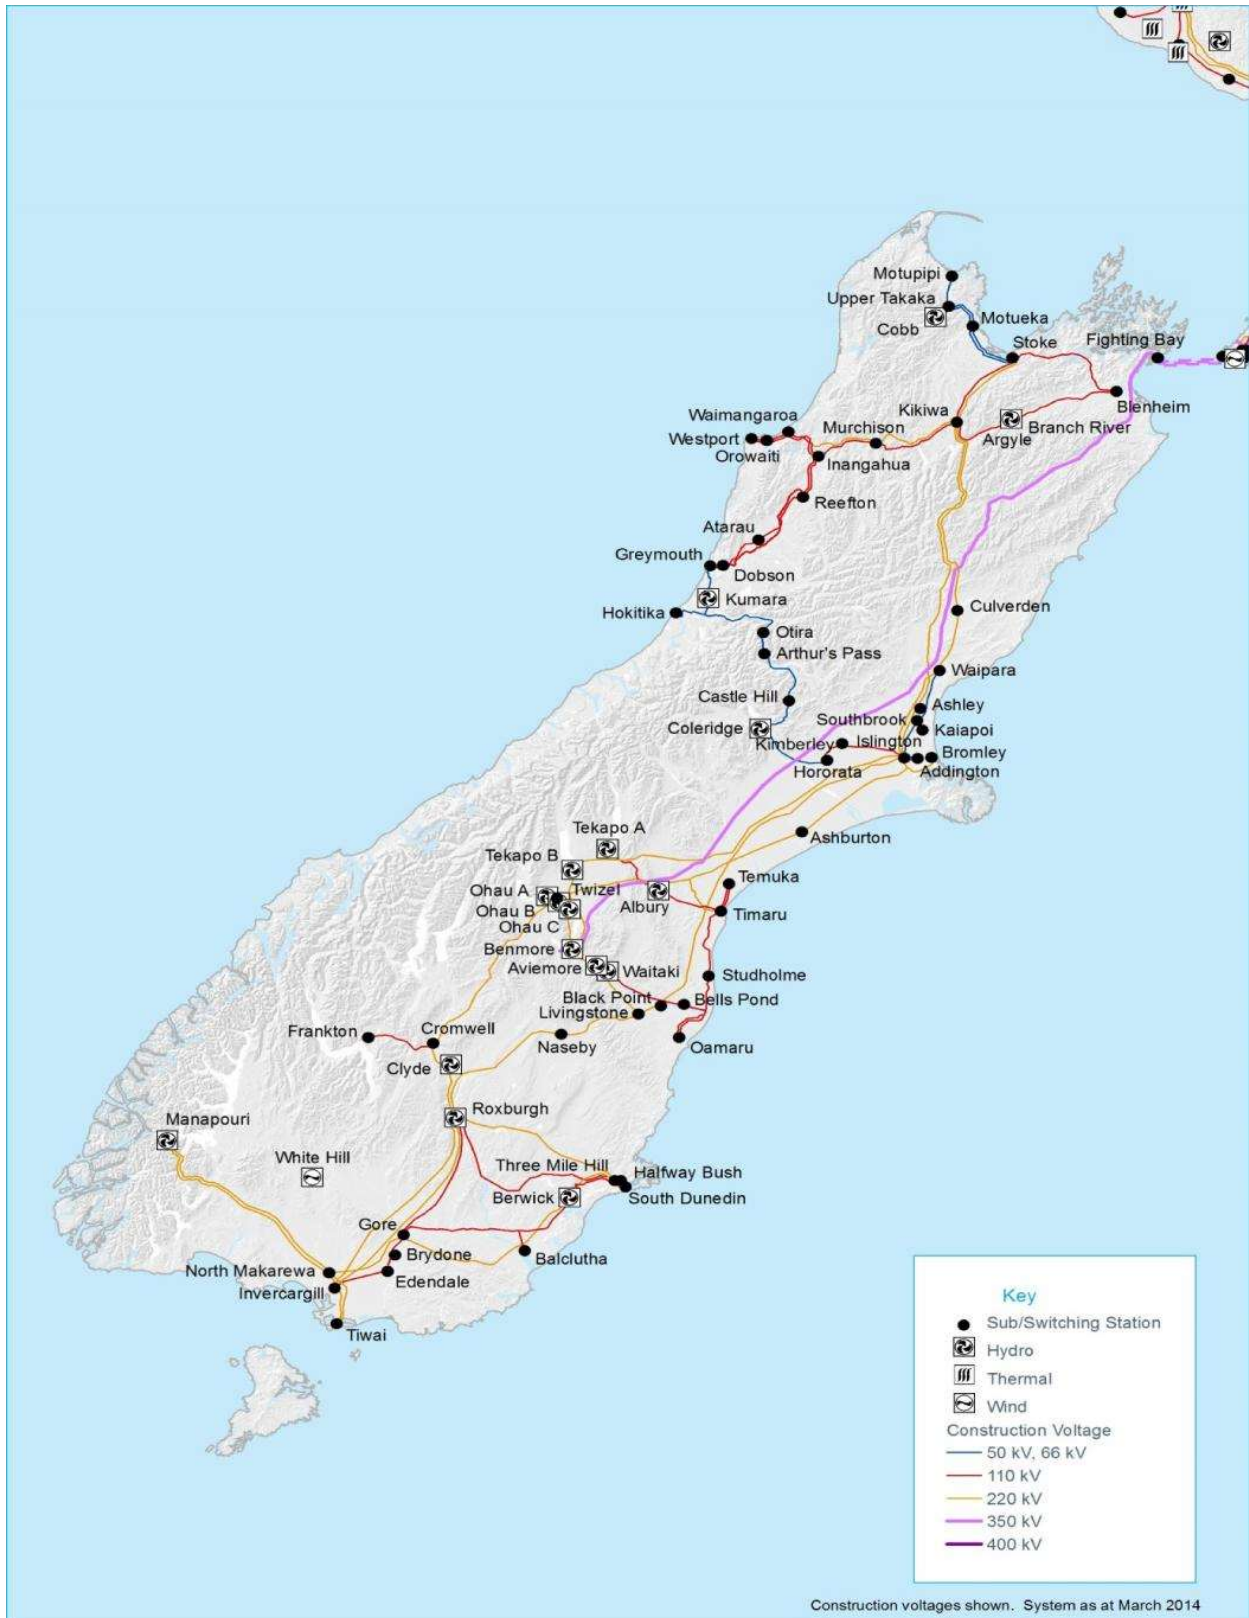 Motupipi
Upper Takaka
Cobb
Motueka
Stoke
Fighting Bay
Blenheim
Kikiwa
Branch River
Argyle
Waimangaroa
Westport
Orowaiti
Murchison
Inangahua
Reefton
Atarau
Greymouth
Dobson
Kumara
Hokitika
Culverden
Otira
Arthur's Pass
Waipara
Castle Hill
Ashley
Southbrook
Kaiapoi
Coleridge
Kimberley
Islington
Bromley
Hororata
Addington
Ashburton
Tekapo A
Tekapo B
Temuka
Ohau A
Twizel
Ohau B
Albury
Timaru
Ohau C
Benmore
Aviemore
Waitaki
Studholme
Black Point
Bells Pond
Livingstone
Frankton
Cromwell
Naseby
Oamaru
Clyde
Roxburgh
Manapouri
White Hill
Three Mile Hill
Halfway Bush
Berwick
South Dunedin
Gore
Brydone
Balclutha
North Makarewa
Edendale
Invercargill
Tiwai
Key
Sub/Switching Station
Hydro
Thermal
Wind
Construction Voltage
50 kV, 66 kV
110 kV
220 kV
350 kV
400 kV
Construction voltages shown. System as at March 2014